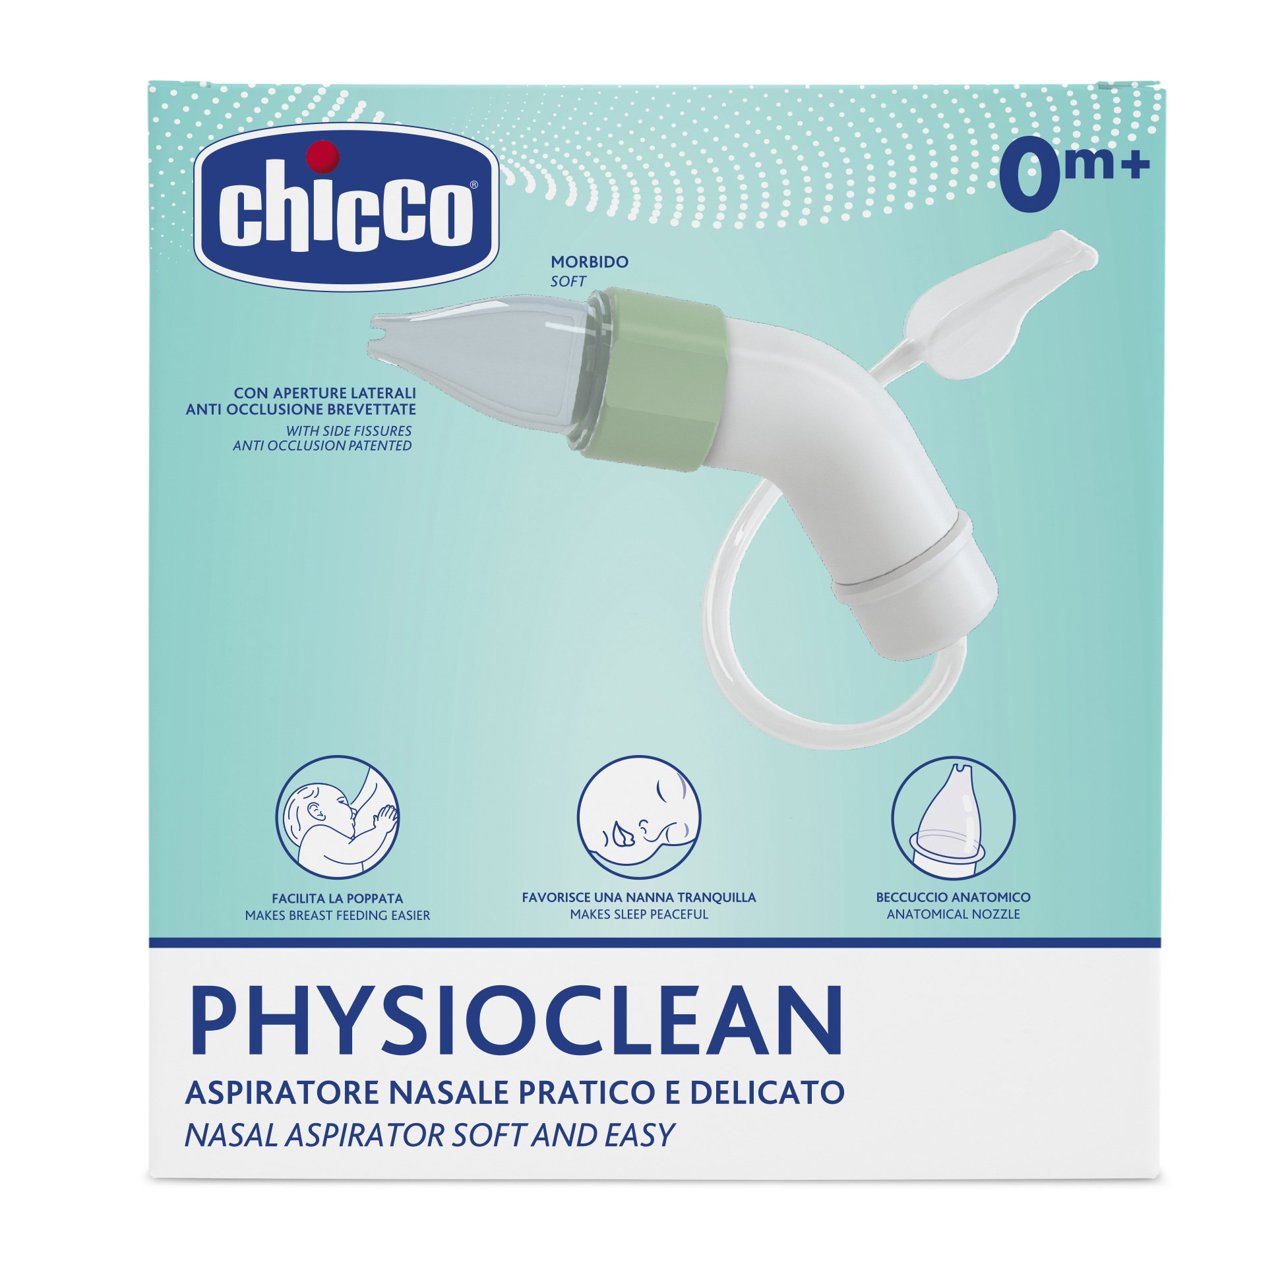 chicco®
0m+
MORBIDO
SOFT
CON APERTURE LATERALI
ANTI OCCLUSIONE BREVETTATE
WITH SIDE FISSURES
ANTI OCCLUSION PATENTED
FACILITA LA POPPATA
MAKES BREAST FEEDING EASIER
FAVORISCE UNA NANNA TRANQUILLA
MAKES SLEEP PEACEFUL
BECCUCCIO ANATOMICO
ANATOMICAL NOZZLE
PHYSIOCLEAN
ASPIRATORE NASALE PRATICO E DELICATO
NASAL ASPIRATOR SOFT AND EASY